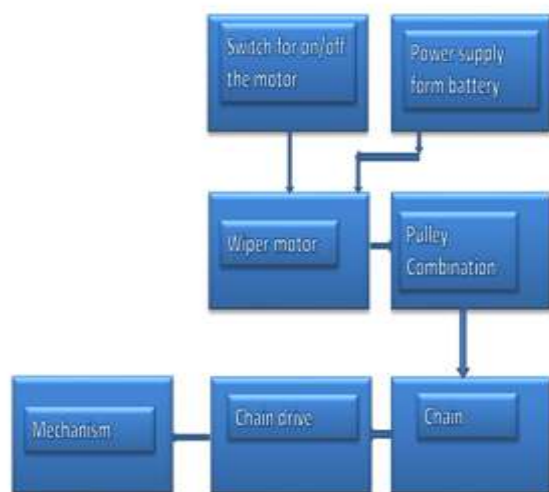 Switch for on/off
the motor
Power supply
form battery
Wiper motor
Pulley
Combination
Mechanism
Chain drive
Chain